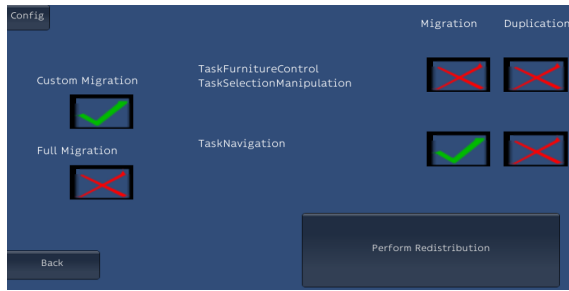 Config
Migration Duplication
Custom Migration
TaskFurnitureControl
TaskSelectionManipulation
Full Migration
TaskNavigation
Perform Redistribution
Back